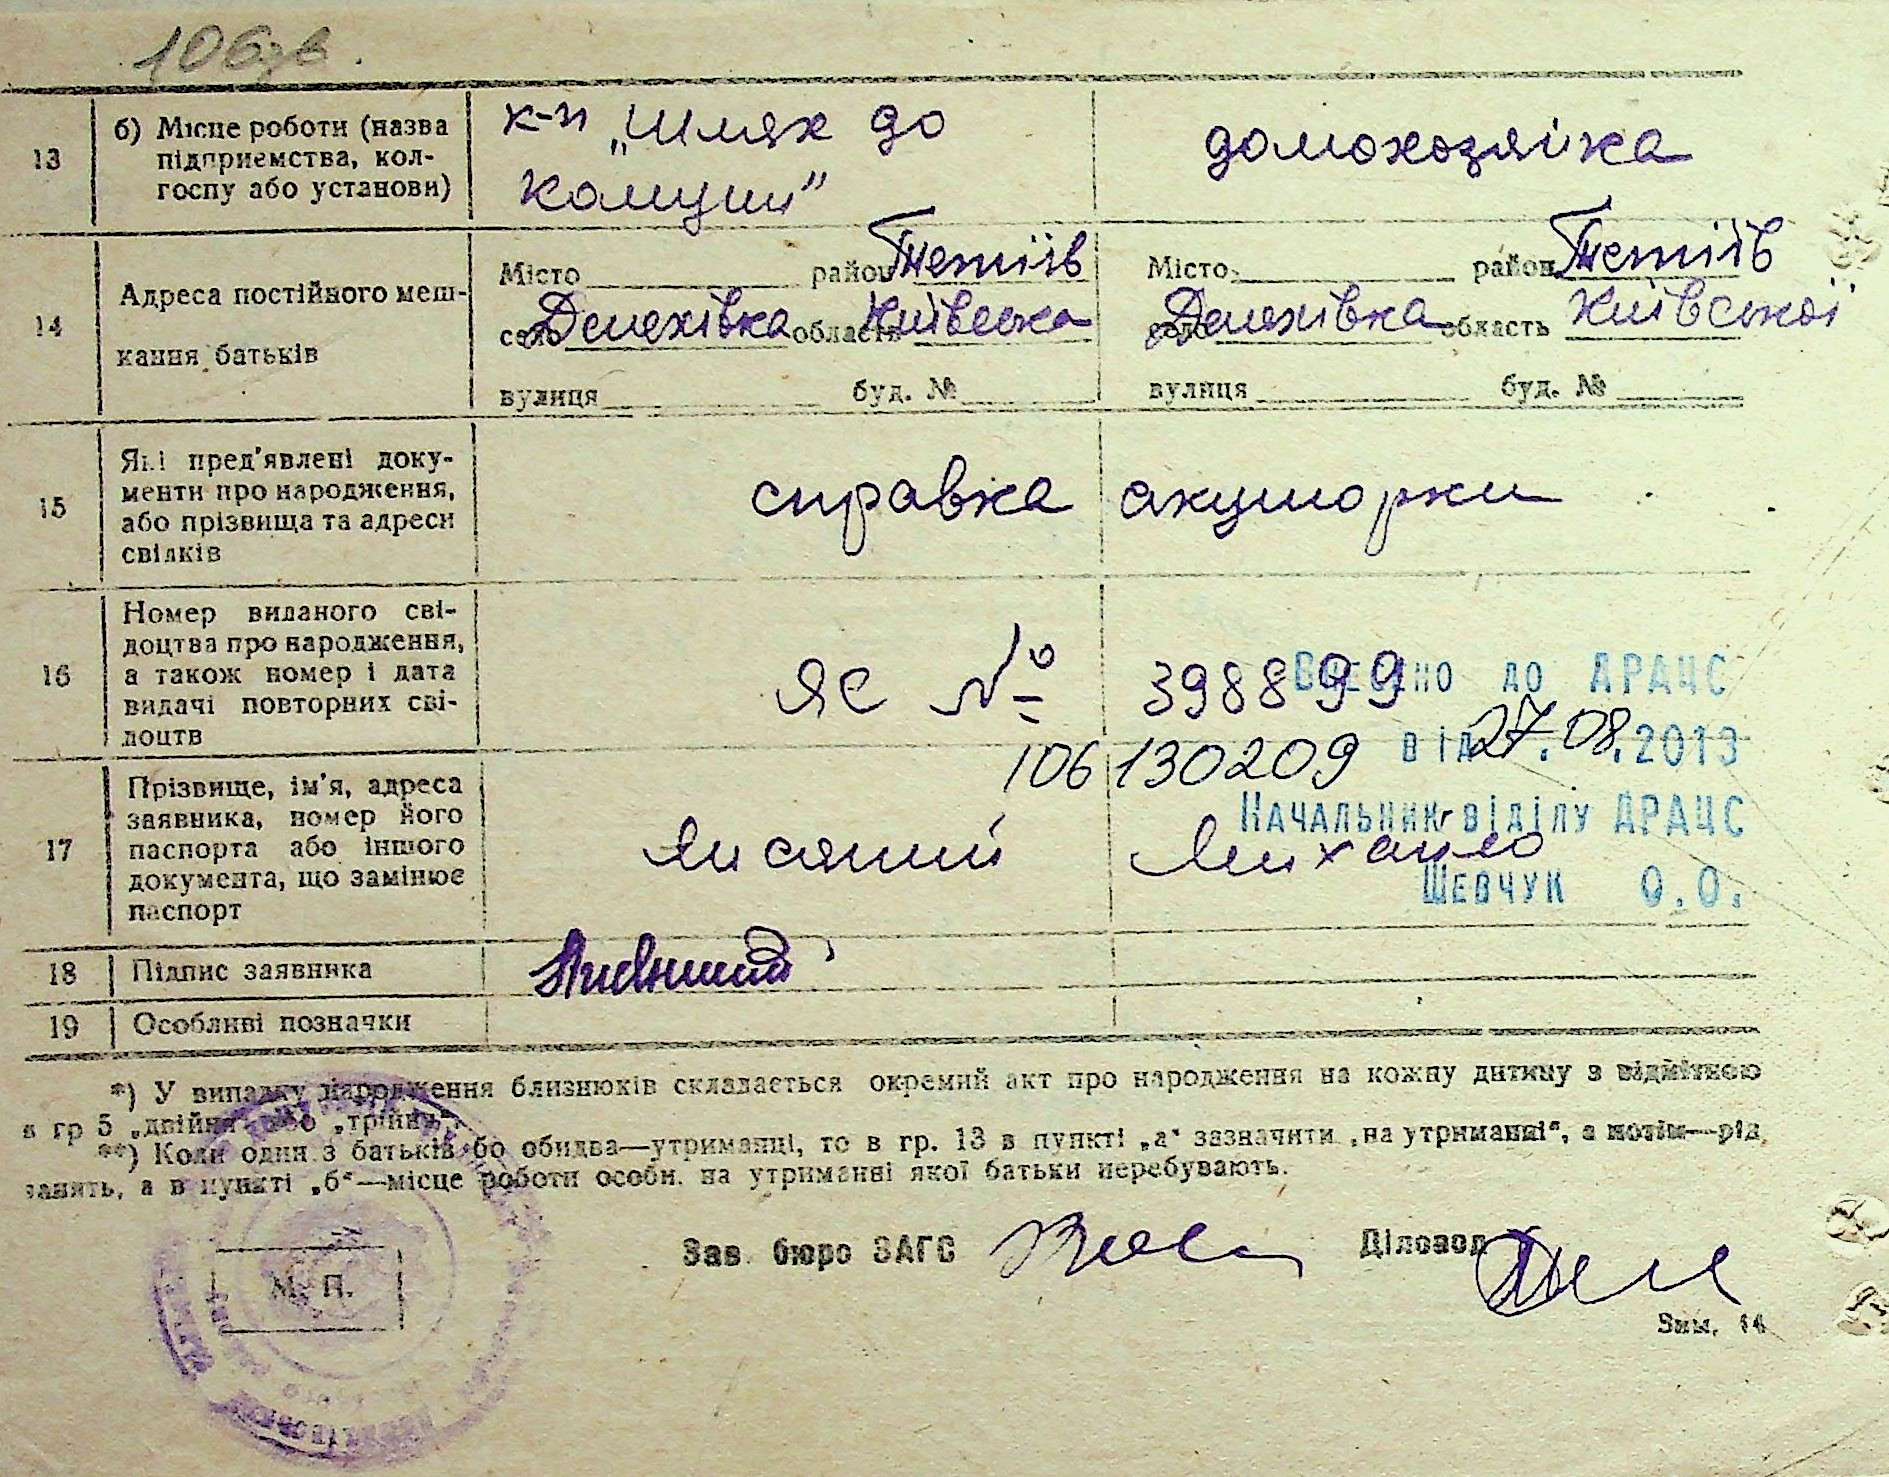 106зв.
13
б) Місце роботи (назва
підприємства, кол-
госпу або установи)
к-п „Шлях до
комуни"
домохозяйка
14
Адреса постійного меш-
кання батьків
Місто район Тетіїв
село Денехівка область Київська
вулиця буд. №
Місто район Тетіїв
село Денехівка область Київської
вулиця буд. №
15
Які пред'явлені доку-
менти про народження,
або прізвища та адреси
свідків
справка акушорки
16
Номер виданого сві-
доцтва про народження,
а також номер і дата
видачі повторних сві-
доцтв
ЯЄ № 398899
106 130209
Внесено до ДРАЦС
від 27.08.2013
Начальник відділу ДРАЦС
Шевчук О.О.
17
Прізвище, ім'я, адреса
заявника, номер його
паспорта або іншого
документа, що замінює
паспорт
Михайло
18
Підпис заявника
19
Особливі позначки
*) У випадку народження близнюків складається окремий акт про народження на кожну дитину з відміткою
в гр 5 „двійня" або „трійня".
**) Коли один з батьків або обидва—утриманці, то в гр. 13 в пункті „а" зазначити „на утриманні", а потім—рід
занять, а в пункті „б"—місце роботи особи, на утриманні якої батьки перебувають.
М. П.
Зав. бюро ЗАГС
Діловод
Зам. 14